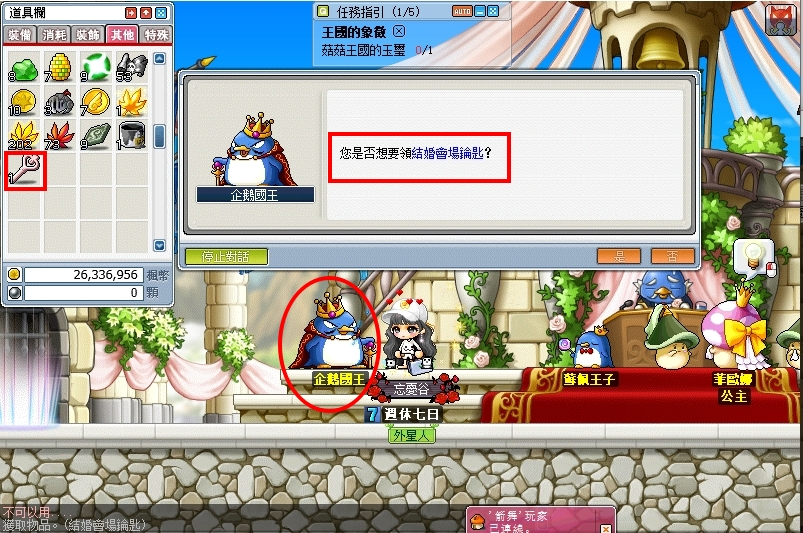 道具欄
裝備 消耗 裝飾 其他 特殊
8 7 9 53
10 3 7 1
202 73 9 1
1
26,336,956 楓幣
0 顆
任務指引 (1/5) AUTO
王國的象徵
菇菇王國的玉璽 0/1
您是否想要領結婚會場鑰匙?
企鵝國王
停止對話 是 否
企鵝國王
忘憂谷
週休七日
外星人
蘇佩王子
菲歐娜
公主
不可以用...
獲取物品。(結婚會場鑰匙)
'箭舞'玩家
已連線。